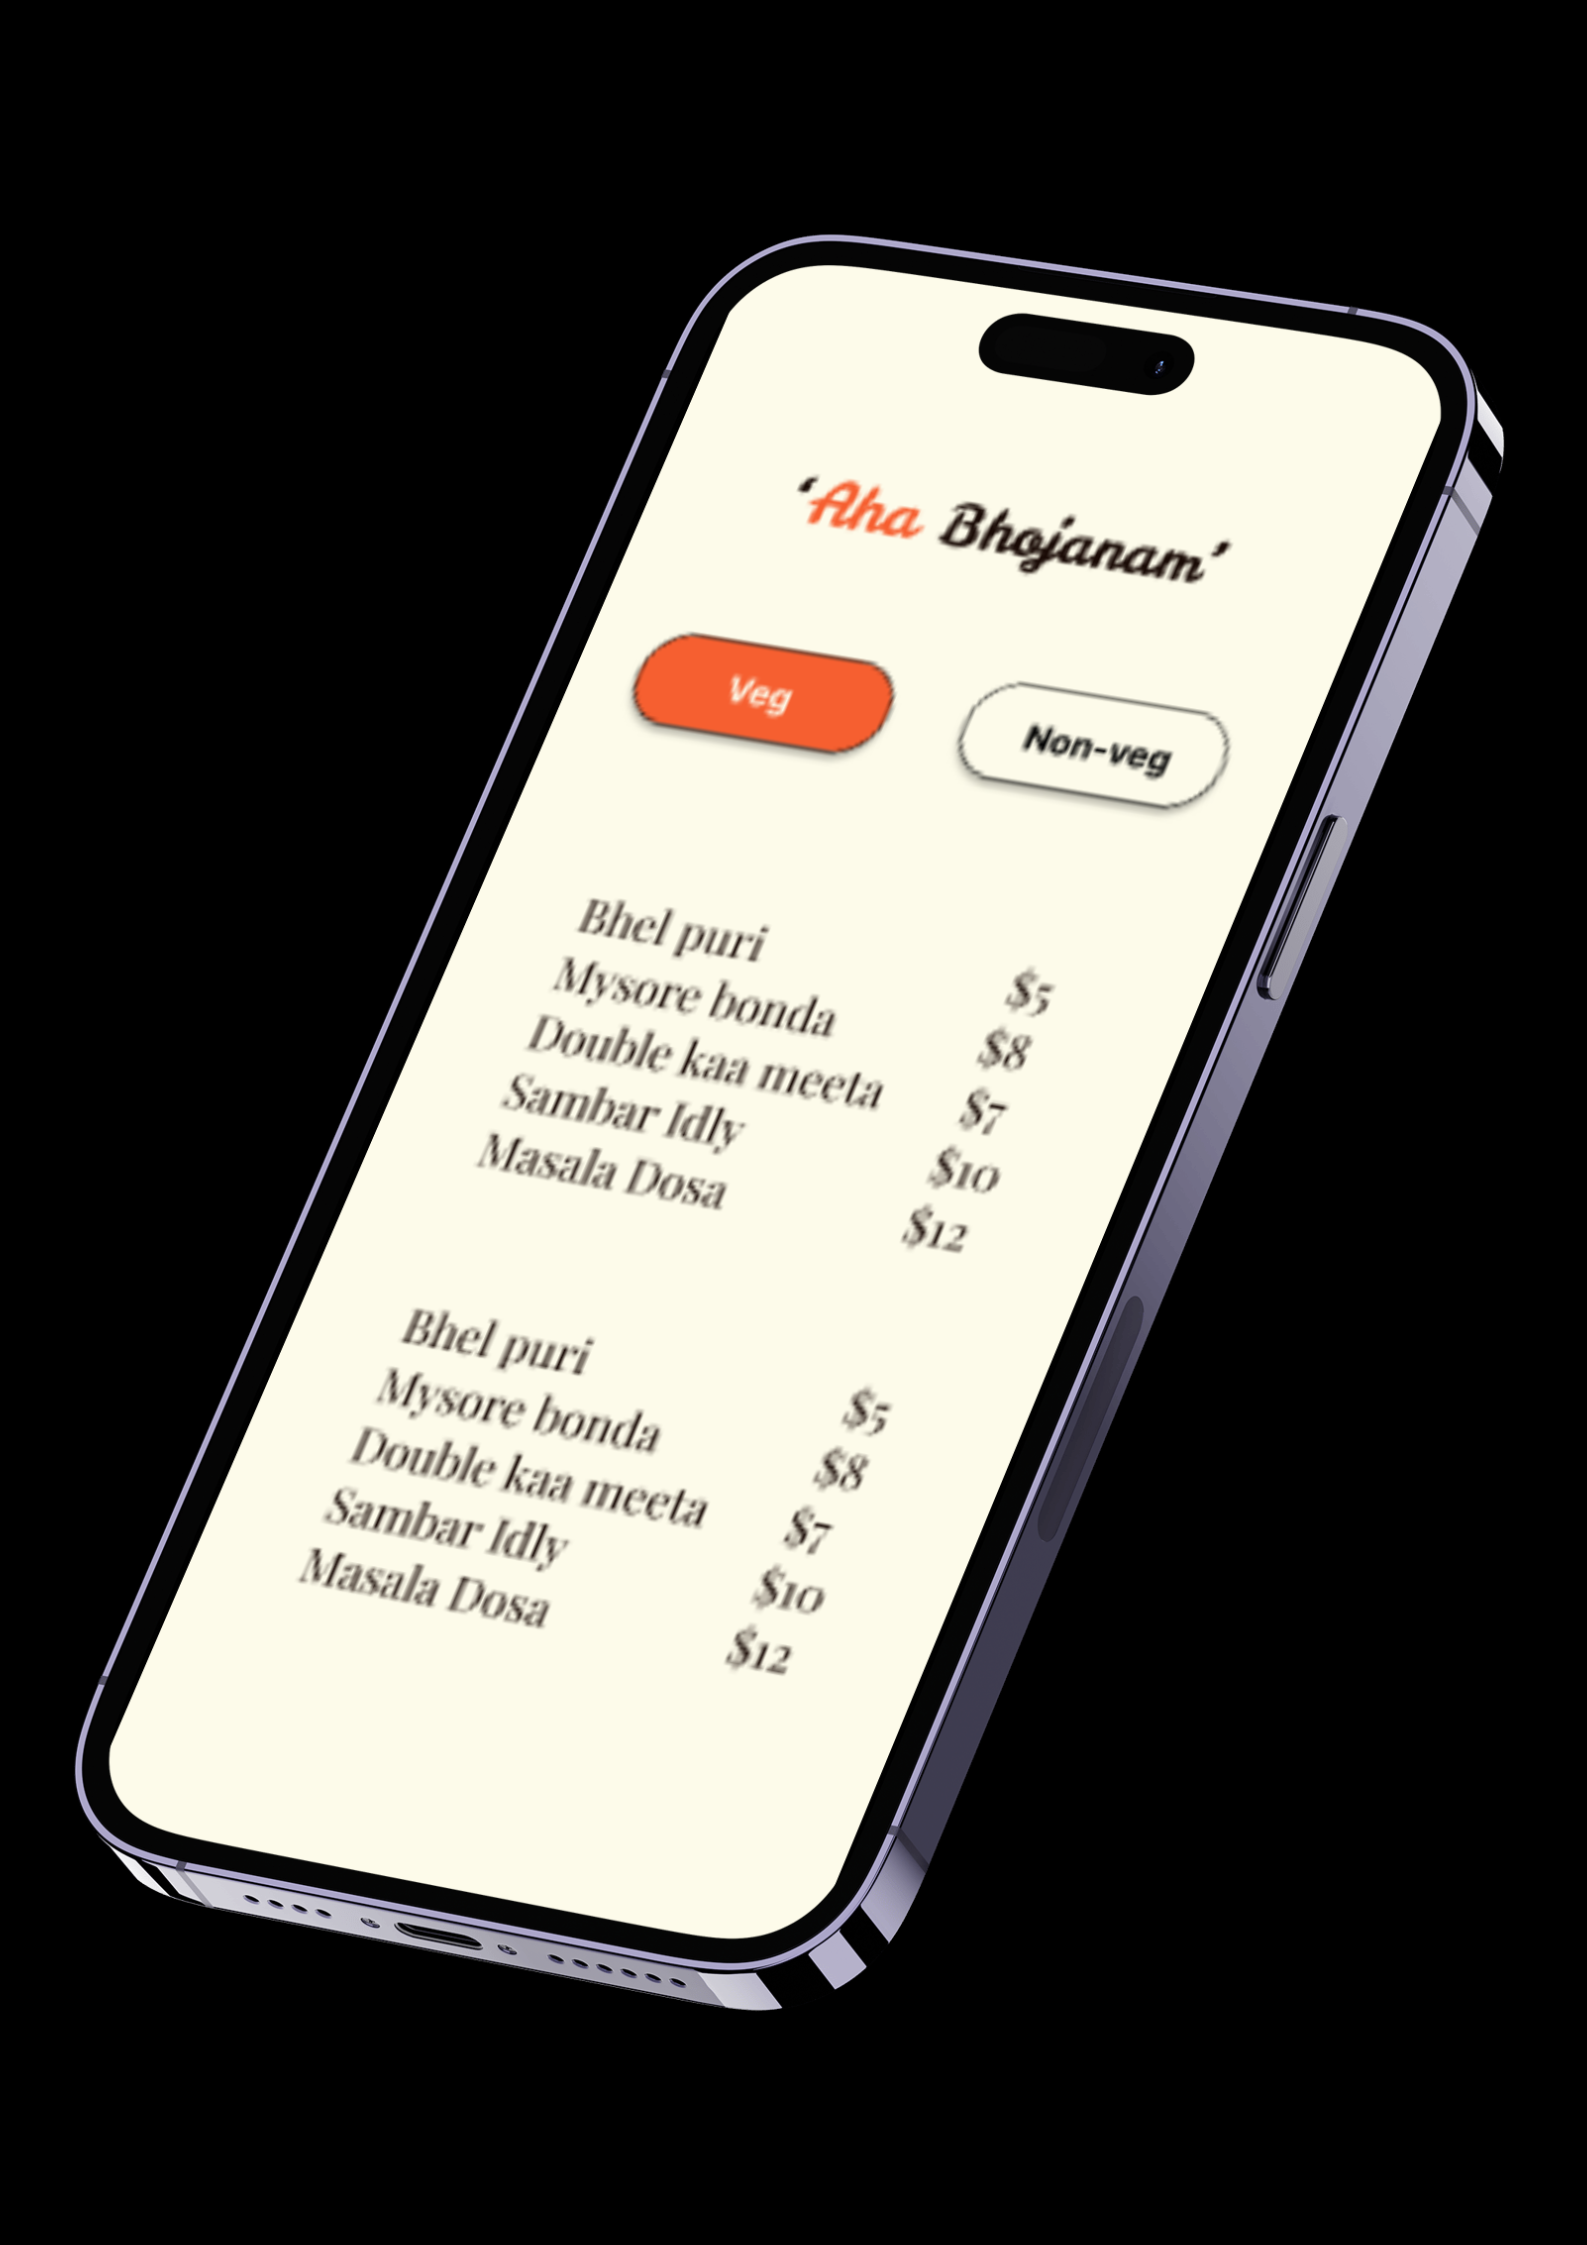 ‘Aha Bhojanam’
Veg
Non-veg
Bhel puri $5
Mysore bonda $8
Double kaa meeta $7
Sambar Idly $10
Masala Dosa $12
Bhel puri $5
Mysore bonda $8
Double kaa meeta $7
Sambar Idly $10
Masala Dosa $12